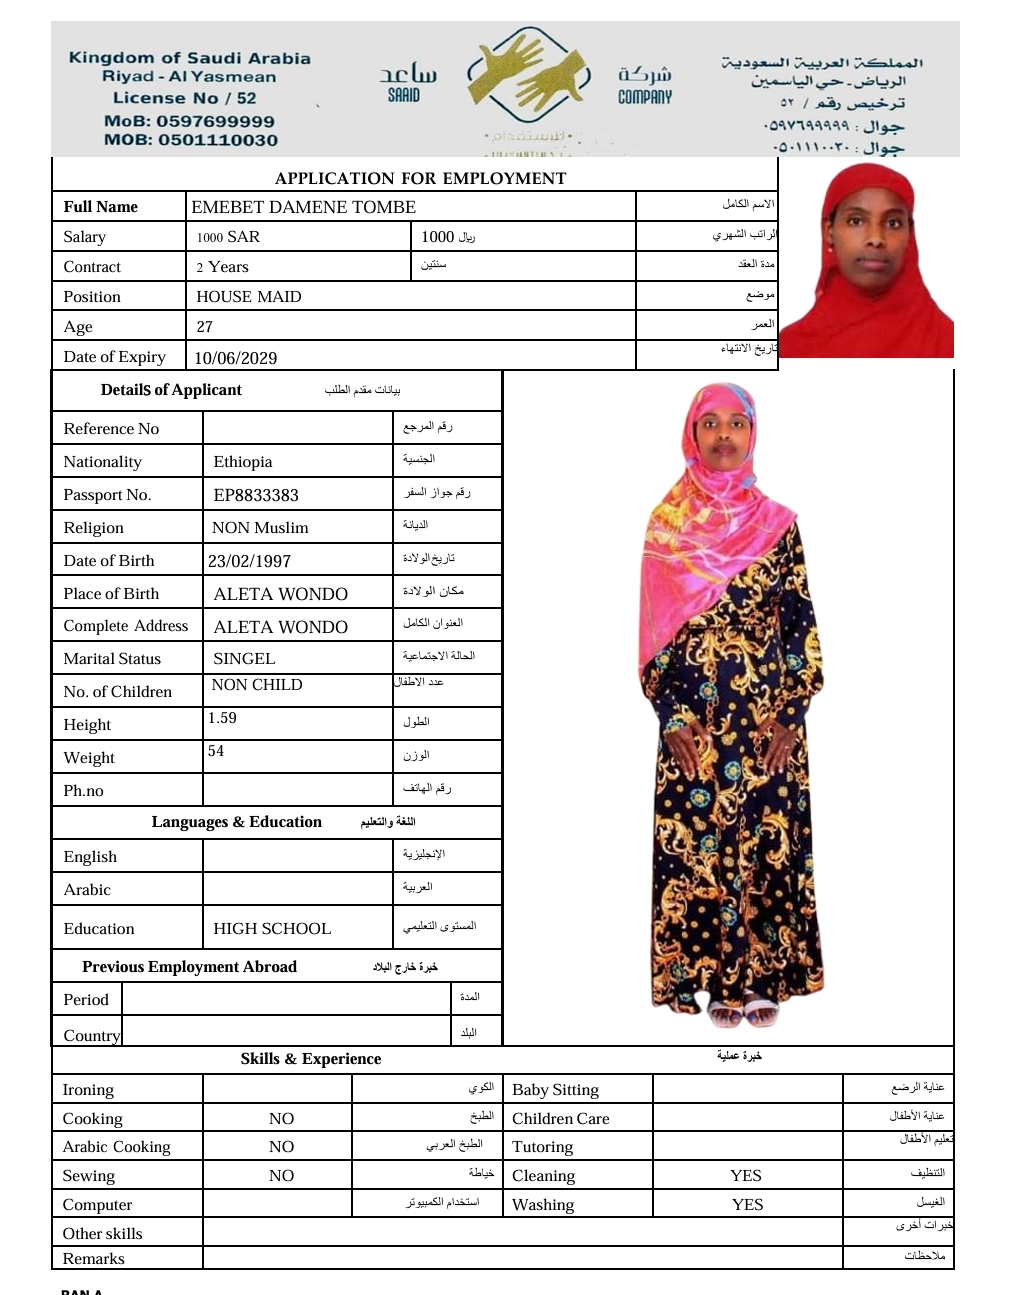 Kingdom of Saudi Arabia
Riyad - Al Yasmean
License No / 52
MoB: 0597699999
MOB: 0501110030
ساعد
SAAID
شركة
COMPANY
للاستقدام
المملكة العربية السعودية
الرياض - حي الياسمين
ترخيص رقم / ٥٢
جوال : ٠٥٩٧٦٩٩٩٩٩
جوال : ٠٥٠١١١٠٠٣٠
APPLICATION FOR EMPLOYMENT
Full Name EMEBET DAMENE TOMBE الاسم الكامل
Salary 1000 SAR 1000 ريال الراتب الشهري
Contract 2 Years سنتين مدة العقد
Position HOUSE MAID موضع
Age 27 العمر
Date of Expiry 10/06/2029 تاريخ الانتهاء
Details of Applicant بيانات مقدم الطلب
Reference No رقم المرجع
Nationality Ethiopia الجنسية
Passport No. EP8833383 رقم جواز السفر
Religion NON Muslim الديانة
Date of Birth 23/02/1997 تاريخ الولادة
Place of Birth ALETA WONDO مكان الولادة
Complete Address ALETA WONDO العنوان الكامل
Marital Status SINGEL الحالة الاجتماعية
No. of Children NON CHILD عدد الاطفال
Height 1.59 الطول
Weight 54 الوزن
Ph.no رقم الهاتف
Languages & Education اللغة والتعليم
English الإنجليزية
Arabic العربية
Education HIGH SCHOOL المستوى التعليمي
Previous Employment Abroad خبرة خارج البلاد
Period المدة
Country البلد
Skills & Experience خبرة عملية
Ironing الكوي Baby Sitting عناية الرضع
Cooking NO الطبخ Children Care عناية الأطفال
Arabic Cooking NO الطبخ العربي Tutoring تعليم الأطفال
Sewing NO خياطة Cleaning YES التنظيف
Computer استخدام الكمبيوتر Washing YES الغيسل
Other skills خبرات أخرى
Remarks ملاحظات